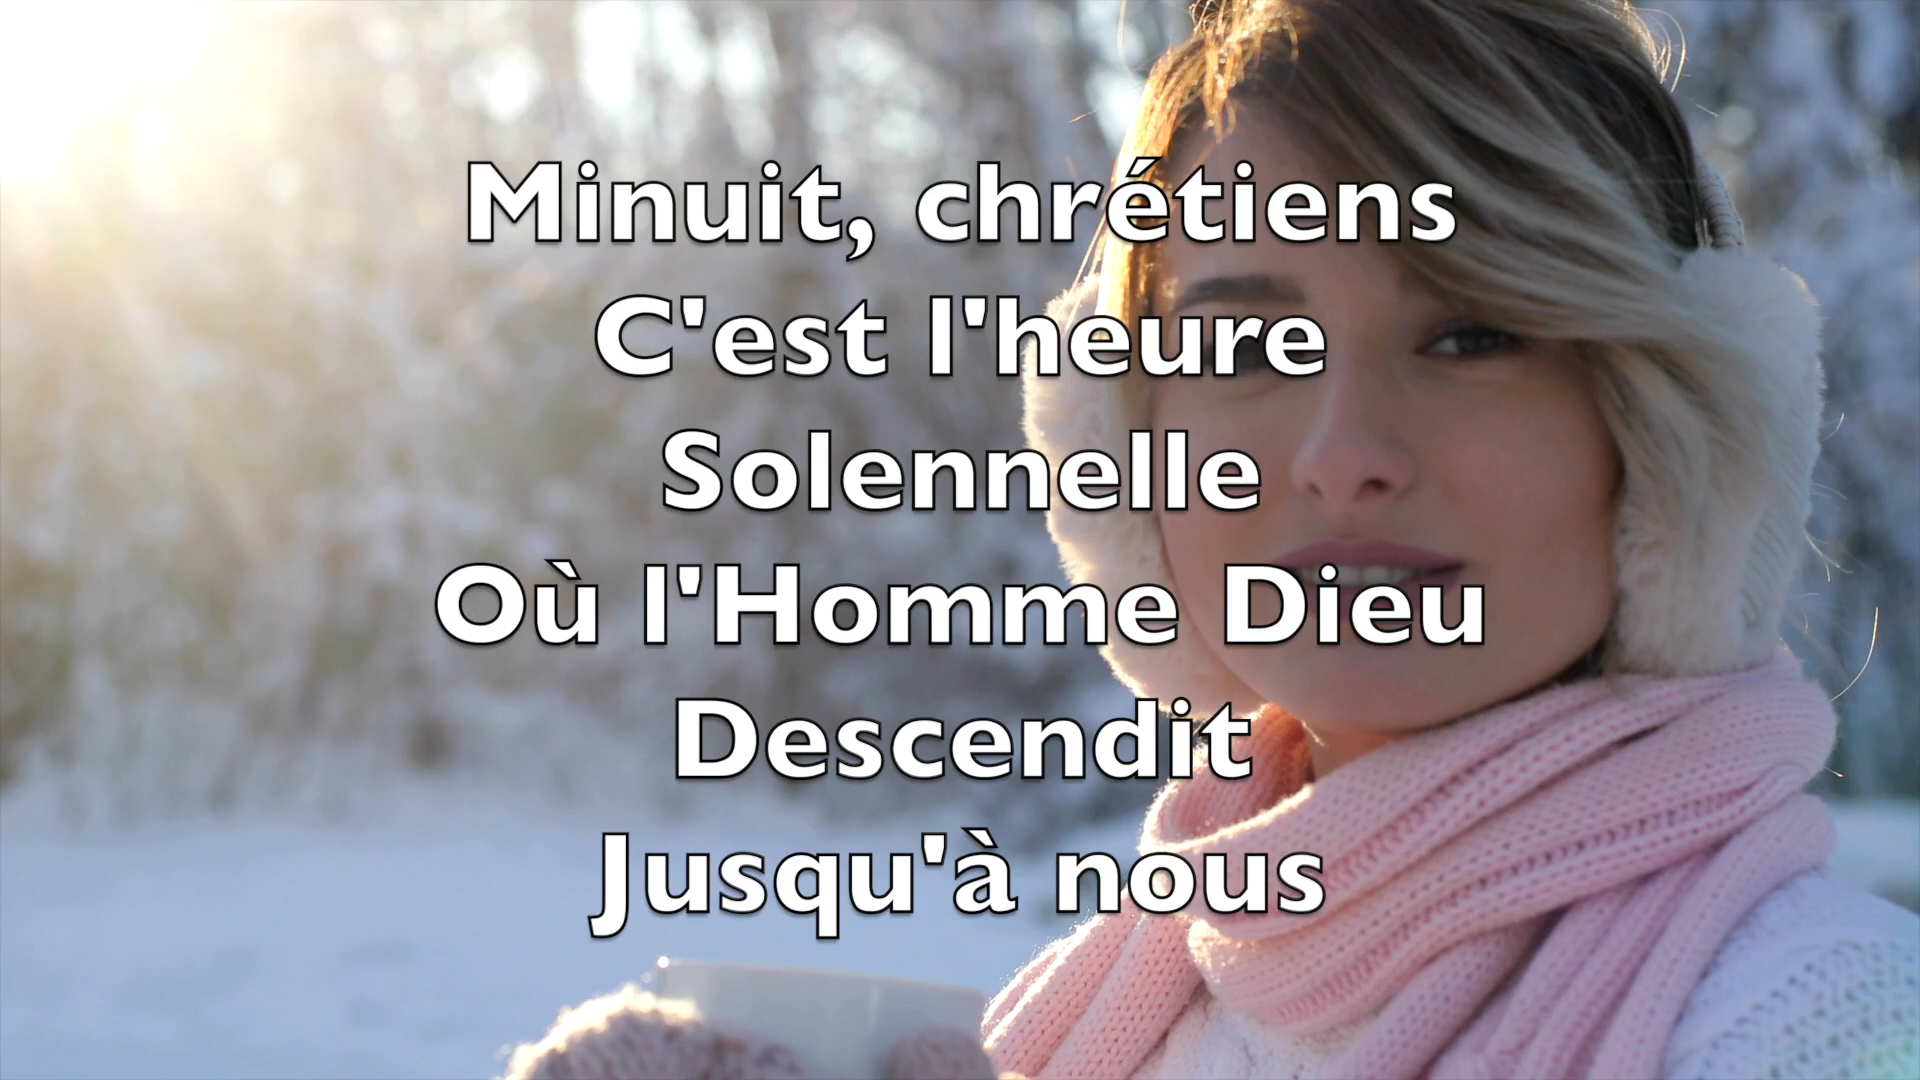 Minuit, chrétiens
C'est l'heure
Solennelle
Où l'Homme Dieu
Descendit
Jusqu'à nous